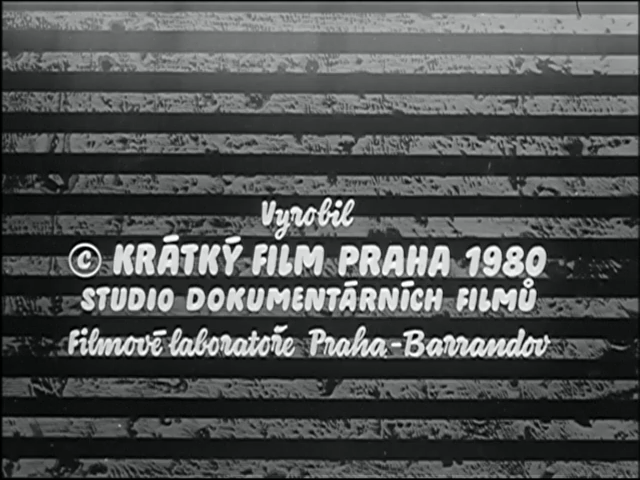 Vyrobil
© KRÁTKÝ FILM PRAHA 1980
STUDIO DOKUMENTÁRNÍCH FILMŮ
Filmové laboratoře Praha-Barrandov